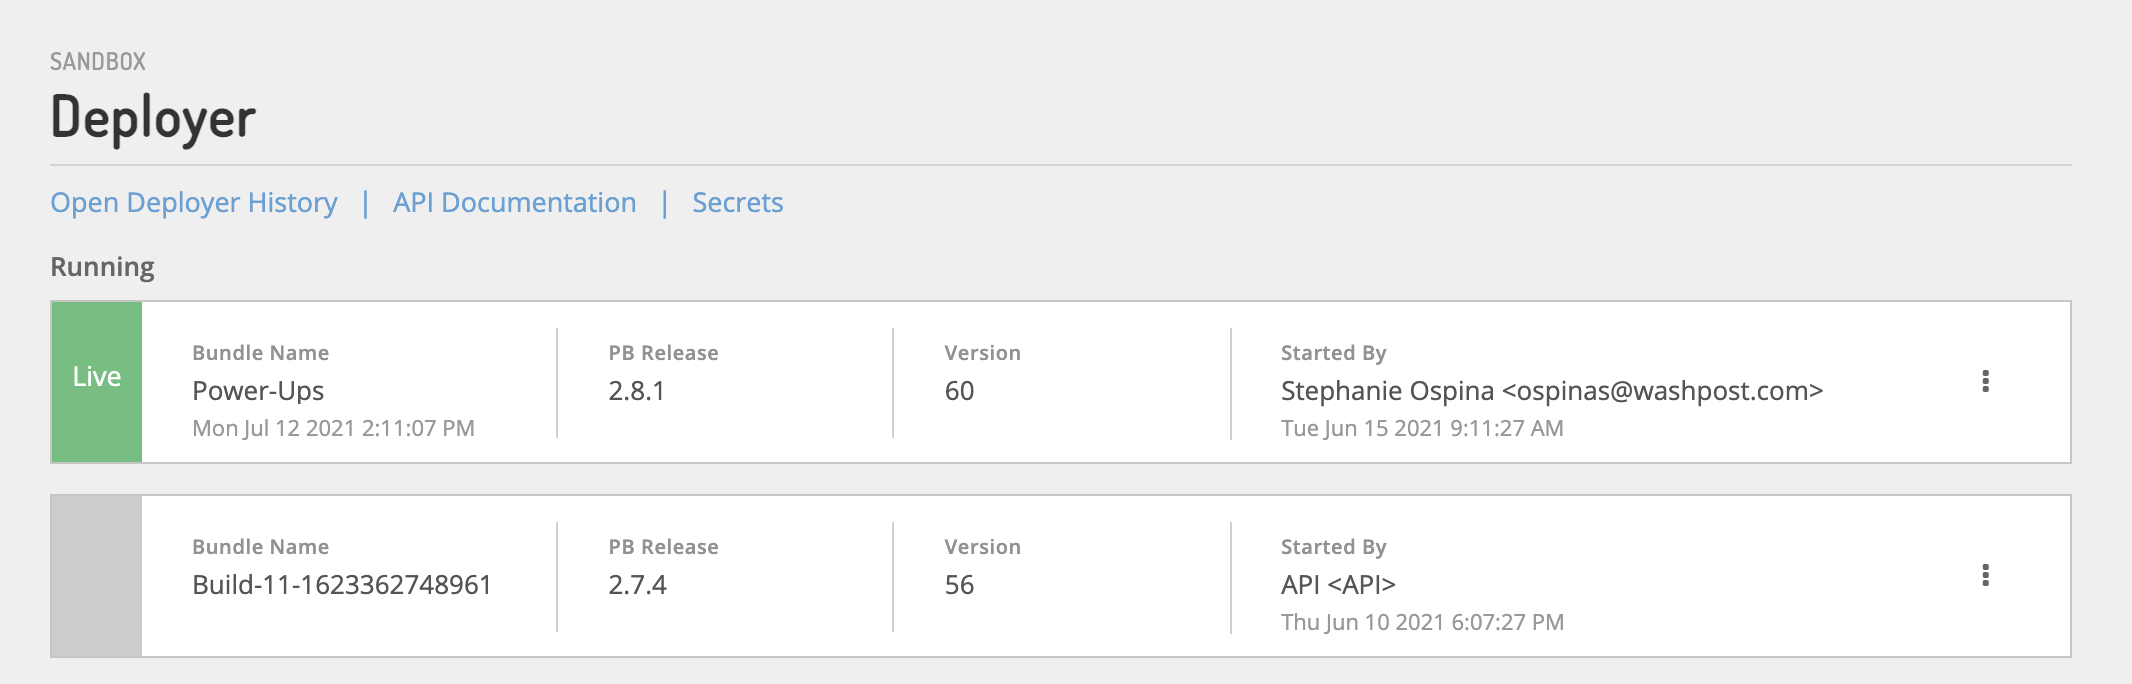 SANDBOX
Deployer
Open Deployer History | API Documentation | Secrets
Running
Live
Bundle Name
Power-Ups
Mon Jul 12 2021 2:11:07 PM
PB Release
2.8.1
Version
60
Started By
Stephanie Ospina <ospinas@washpost.com>
Tue Jun 15 2021 9:11:27 AM
Bundle Name
Build-11-1623362748961
PB Release
2.7.4
Version
56
Started By
API <API>
Thu Jun 10 2021 6:07:27 PM